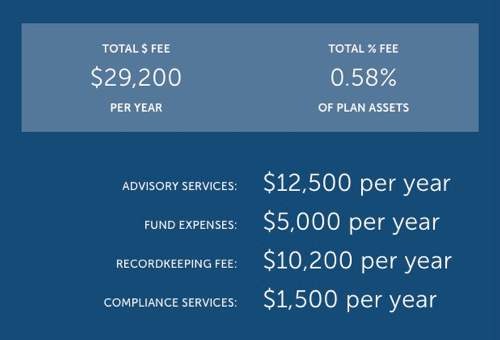 TOTAL $ FEE
$29,200
PER YEAR
TOTAL % FEE
0.58%
OF PLAN ASSETS
ADVISORY SERVICES: $12,500 per year
FUND EXPENSES: $5,000 per year
RECORDKEEPING FEE: $10,200 per year
COMPLIANCE SERVICES: $1,500 per year